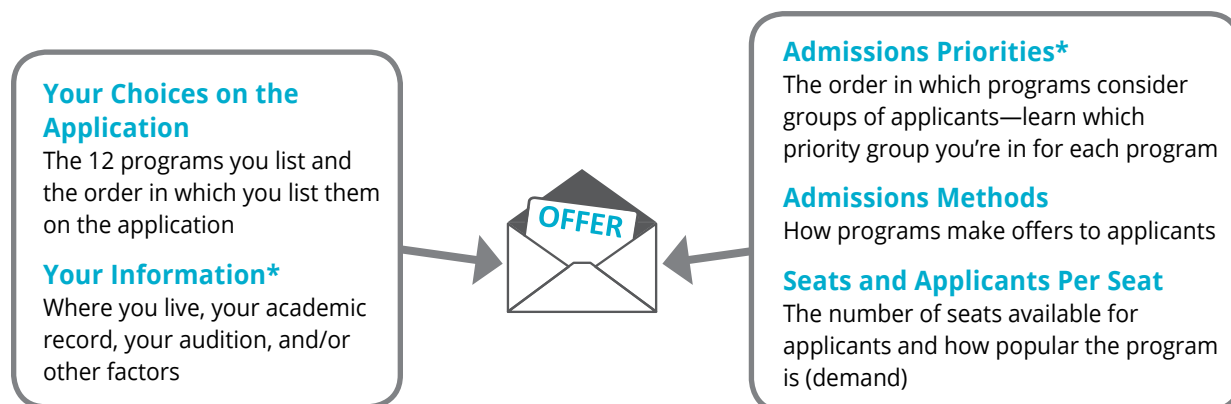 Your Choices on the
Application
The 12 programs you list and
the order in which you list them
on the application
Your Information*
Where you live, your academic
record, your audition, and/or
other factors
OFFER
Admissions Priorities*
The order in which programs consider
groups of applicants—learn which
priority group you’re in for each program
Admissions Methods
How programs make offers to applicants
Seats and Applicants Per Seat
The number of seats available for
applicants and how popular the program
is (demand)